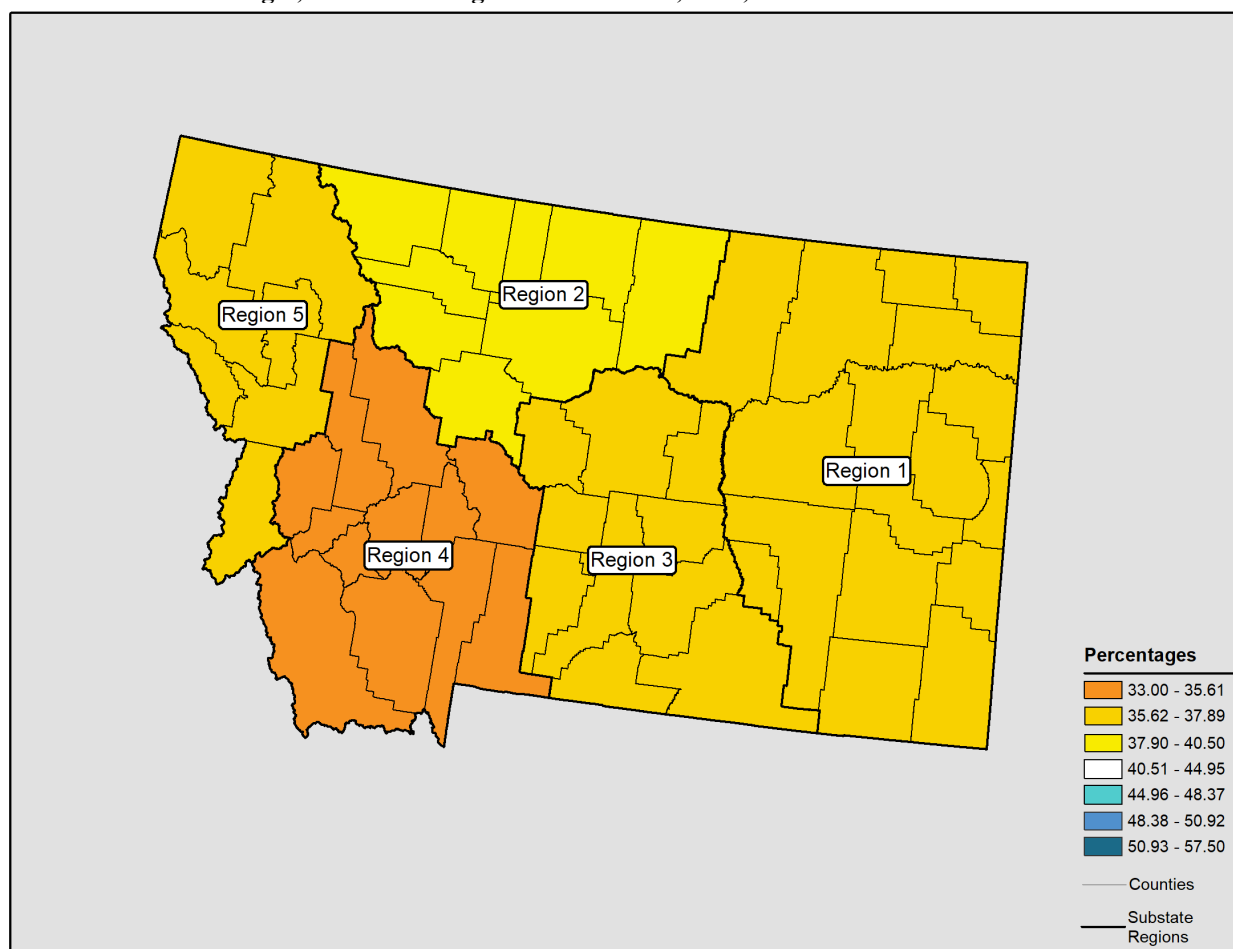 Region 2
Region 5
Region 1
Region 4
Region 3
Percentages
33.00 - 35.61
35.62 - 37.89
37.90 - 40.50
40.51 - 44.95
44.96 - 48.37
48.38 - 50.92
50.93 - 57.50
Counties
Substate
Regions